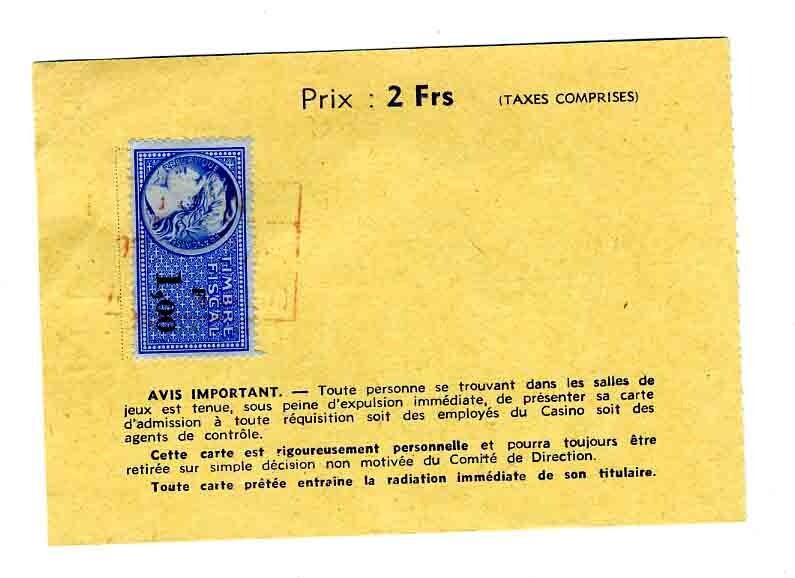 Prix : 2 Frs (TAXES COMPRISES)
TIMBRE
FISCAL
F
1,00
AVIS IMPORTANT. — Toute personne se trouvant dans les salles de
jeux est tenue, sous peine d'expulsion immédiate, de présenter sa carte
d'admission à toute réquisition soit des employés du Casino soit des
agents de contrôle.
Cette carte est rigoureusement personnelle et pourra toujours être
retirée sur simple décision non motivée du Comité de Direction.
Toute carte prêtée entraîne la radiation immédiate de son titulaire.